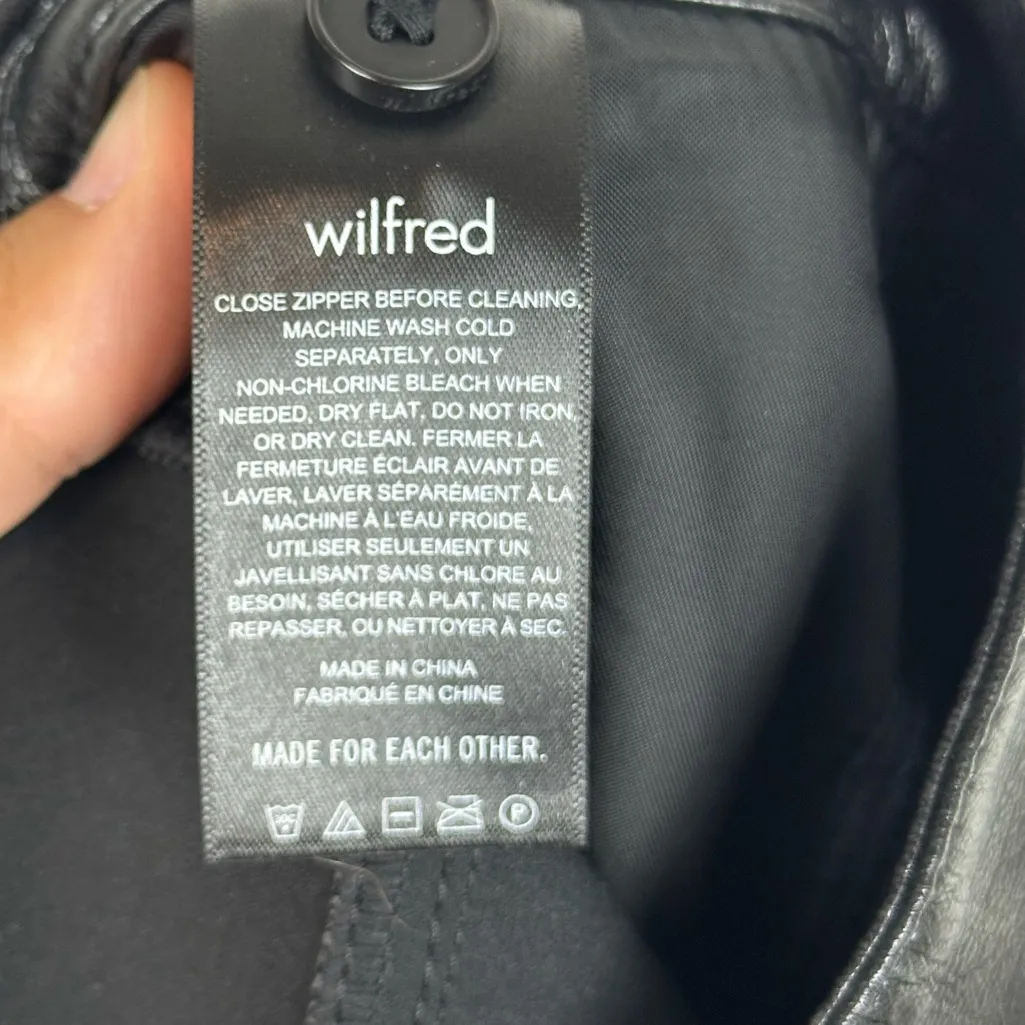 wilfred
CLOSE ZIPPER BEFORE CLEANING,
MACHINE WASH COLD
SEPARATELY, ONLY
NON-CHLORINE BLEACH WHEN
NEEDED, DRY FLAT, DO NOT IRON,
OR DRY CLEAN. FERMER LA
FERMETURE ÉCLAIR AVANT DE
LAVER, LAVER SÉPARÉMENT À LA
MACHINE À L'EAU FROIDE,
UTILISER SEULEMENT UN
JAVELLISANT SANS CHLORE AU
BESOIN, SÉCHER À PLAT, NE PAS
REPASSER, OU NETTOYER À SEC.
MADE IN CHINA
FABRIQUÉ EN CHINE
MADE FOR EACH OTHER.
P